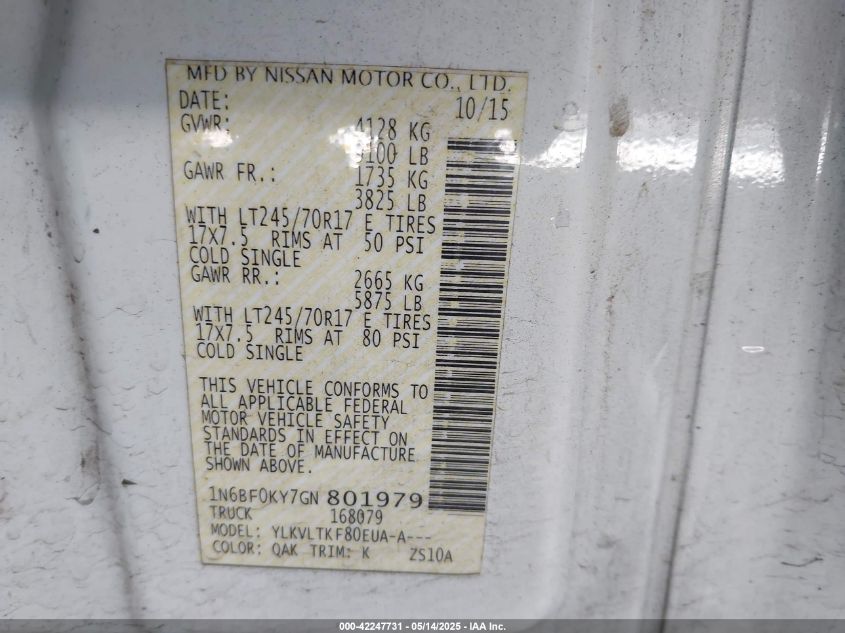 MFD BY NISSAN MOTOR CO., LTD.
DATE: 10/15
GVWR: 4128 KG
9100 LB
GAWR FR.: 1735 KG
3825 LB
WITH LT245/70R17 E TIRES
17X7.5 RIMS AT 50 PSI
COLD SINGLE
GAWR RR.: 2665 KG
5875 LB
WITH LT245/70R17 E TIRES
17X7.5 RIMS AT 80 PSI
COLD SINGLE
THIS VEHICLE CONFORMS TO
ALL APPLICABLE FEDERAL
MOTOR VEHICLE SAFETY
STANDARDS IN EFFECT ON
THE DATE OF MANUFACTURE
SHOWN ABOVE.
1N6BF0KY7GN 801979
TRUCK 168079
MODEL: YLKVLTKF80EUA-A---
COLOR: QAK TRIM: K ZS10A
000-42247731 - 05/14/2025 - IAA Inc.